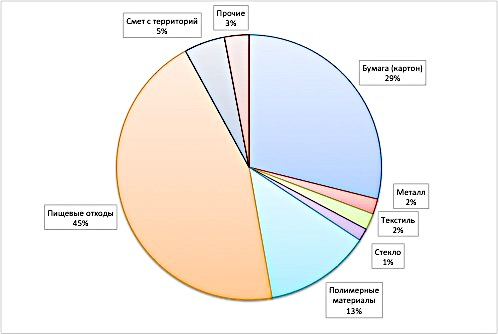 Прочие
3%
Смет с территорий
5%
Бумага (картон)
29%
Металл
2%
Текстиль
2%
Стекло
1%
Полимерные
материалы
13%
Пищевые отходы
45%